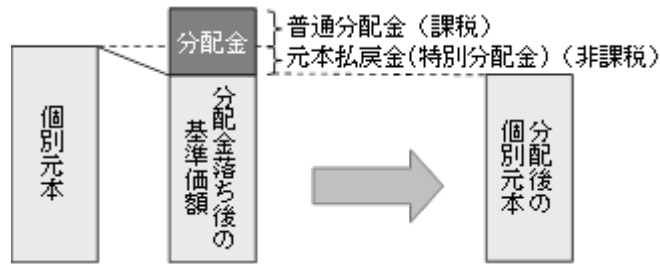 分配金
普通分配金（課税）
元本払戻金(特別分配金)（非課税）
個別元本
分配金落ち後の
基準価額
分配後の
個別元本